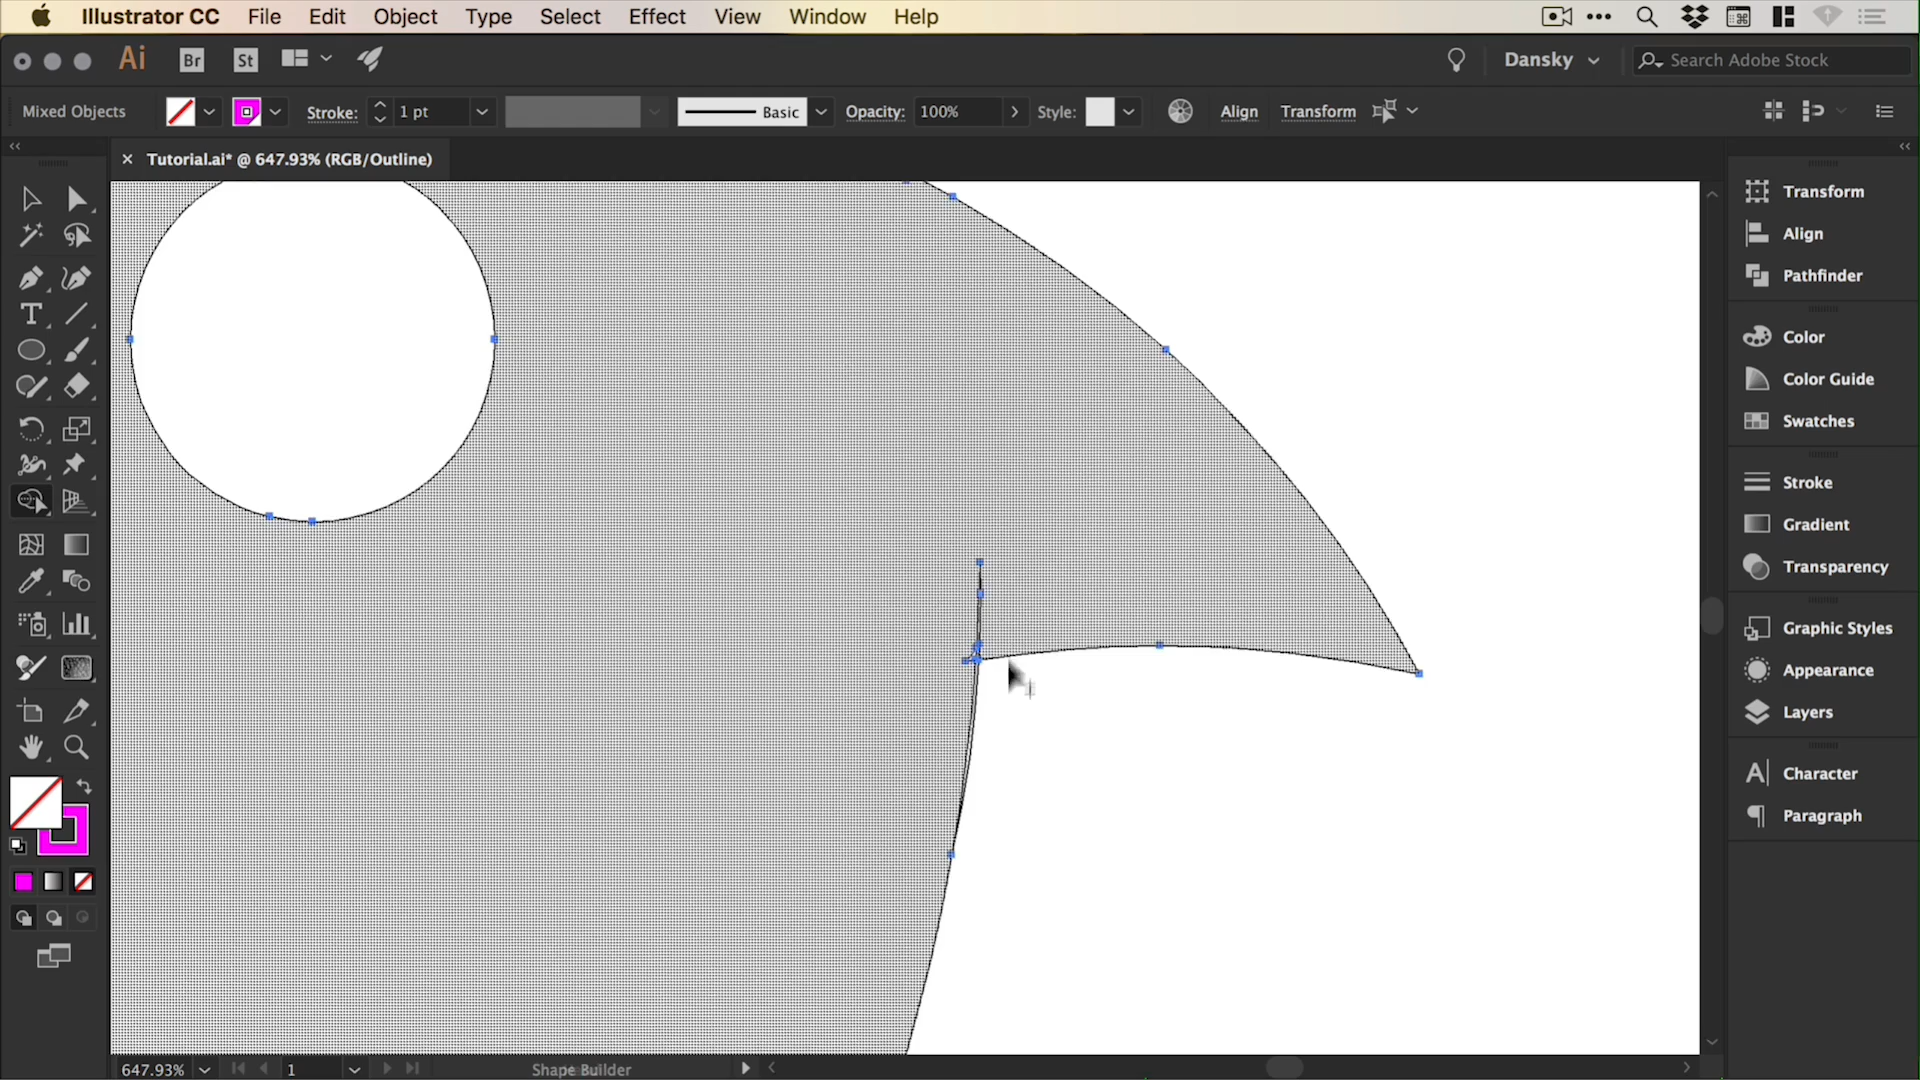 Illustrator CC File Edit Object Type Select Effect View Window Help
Ai Br St Dansky Search Adobe Stock
Mixed Objects Stroke: 1 pt Basic Opacity: 100% Style: Align Transform
× Tutorial.ai* @ 647.93% (RGB/Outline)
Transform
Align
Pathfinder
Color
Color Guide
Swatches
Stroke
Gradient
Transparency
Graphic Styles
Appearance
Layers
Character
Paragraph
647.93% 1 Shape Builder